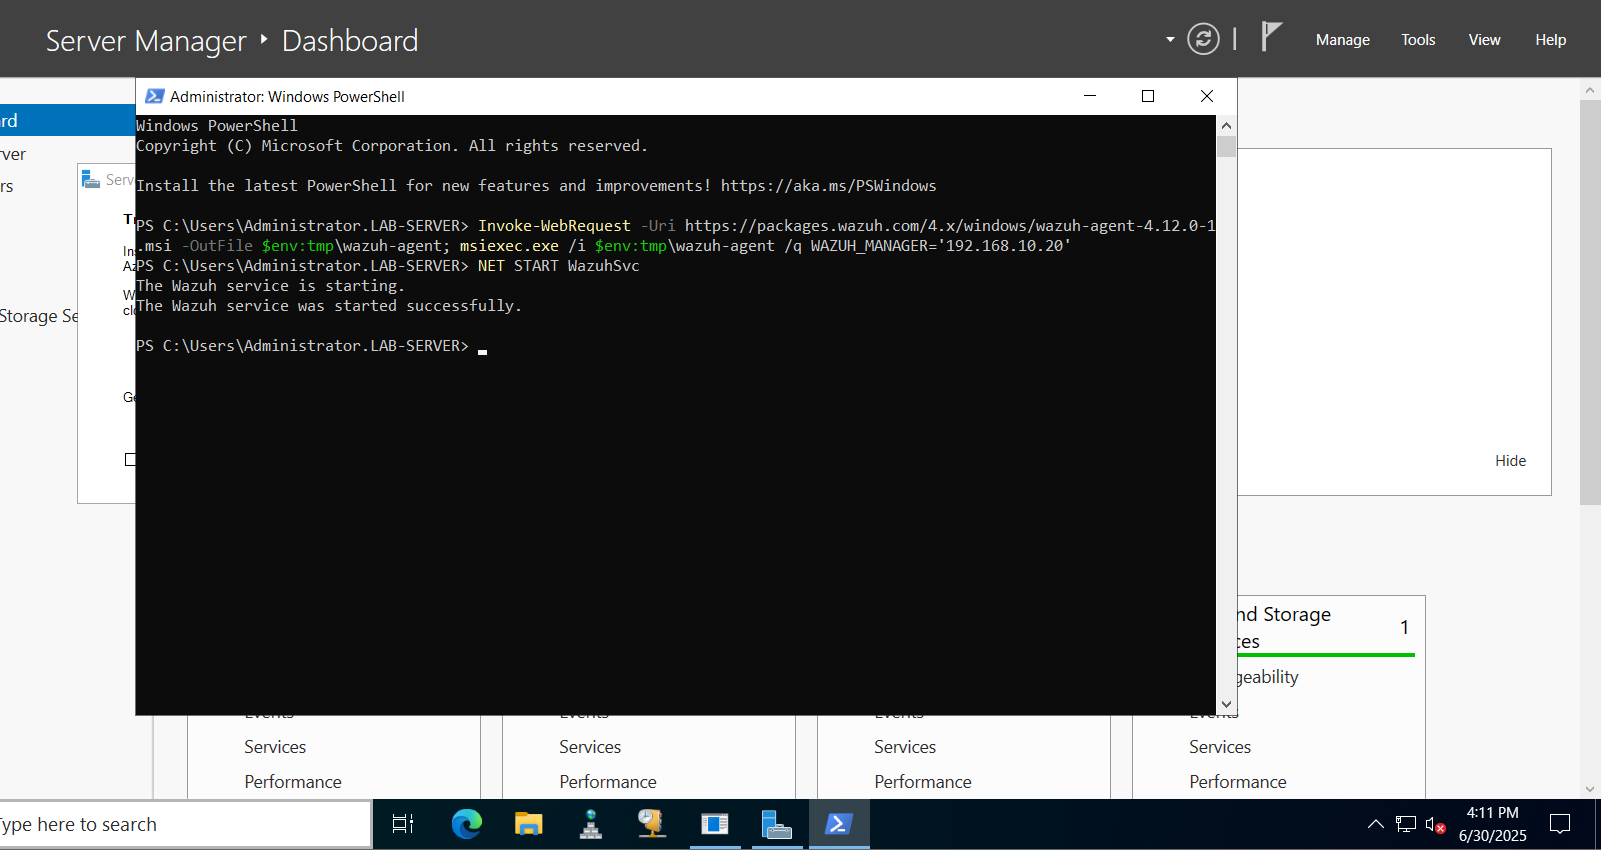 Server Manager ‣ Dashboard
Manage
Tools
View
Help
Administrator: Windows PowerShell
Windows PowerShell
Copyright (C) Microsoft Corporation. All rights reserved.
Install the latest PowerShell for new features and improvements! https://aka.ms/PSWindows
PS C:\Users\Administrator.LAB-SERVER> Invoke-WebRequest -Uri https://packages.wazuh.com/4.x/windows/wazuh-agent-4.12.0-1
.msi -OutFile $env:tmp\wazuh-agent; msiexec.exe /i $env:tmp\wazuh-agent /q WAZUH_MANAGER='192.168.10.20'
PS C:\Users\Administrator.LAB-SERVER> NET START WazuhSvc
The Wazuh service is starting.
The Wazuh service was started successfully.
PS C:\Users\Administrator.LAB-SERVER>
rd
ver
rs
Storage Se
Serv
Hide
nd Storage
ces
1
geability
Events
Events
Events
Events
Services
Services
Services
Services
Performance
Performance
Performance
Performance
ype here to search
4:11 PM
6/30/2025